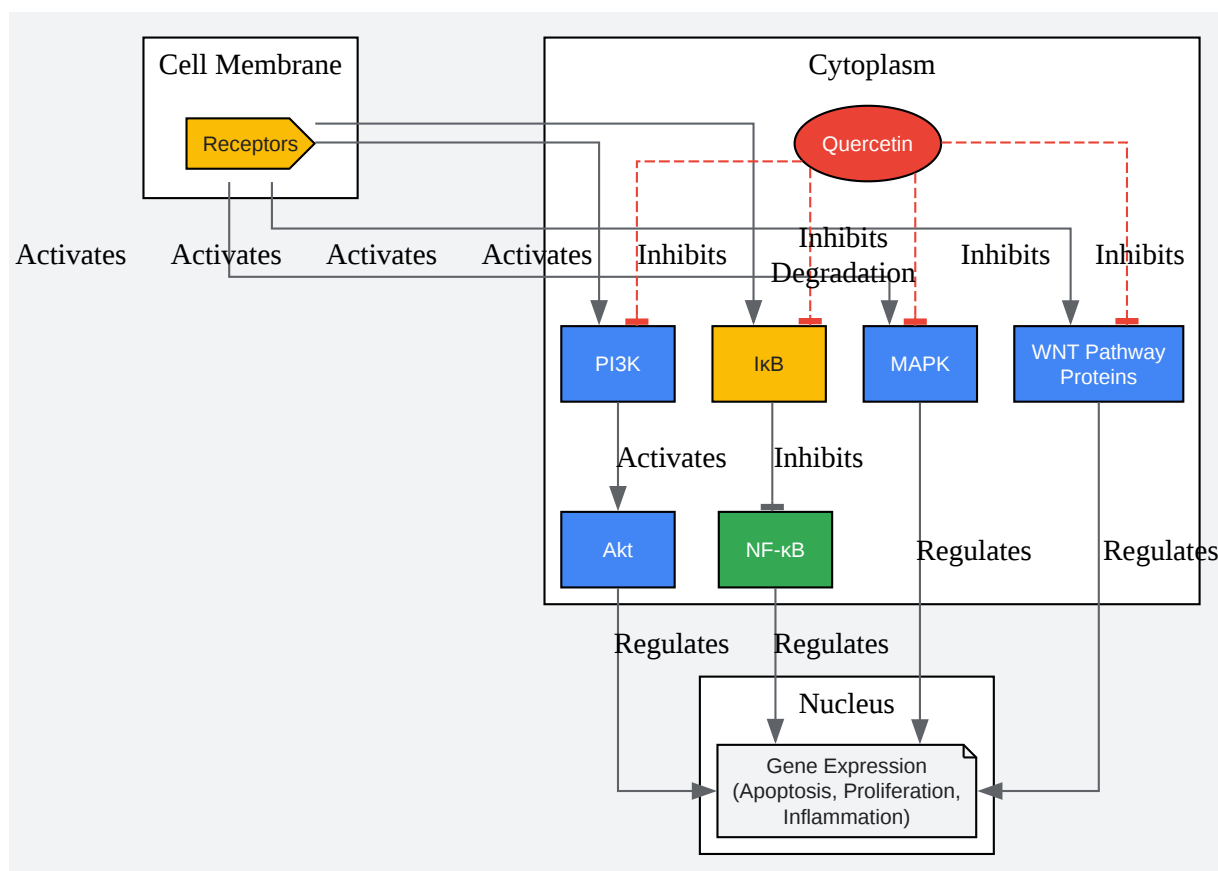 Cell Membrane
Cytoplasm
Receptors
Quercetin
Activates
Activates
Activates
Activates
Inhibits
Inhibits
Degradation
Inhibits
Inhibits
PI3K
IκB
MAPK
WNT Pathway
Proteins
Activates
Inhibits
Akt
NF-κB
Regulates
Regulates
Regulates
Regulates
Nucleus
Gene Expression
(Apoptosis, Proliferation,
Inflammation)